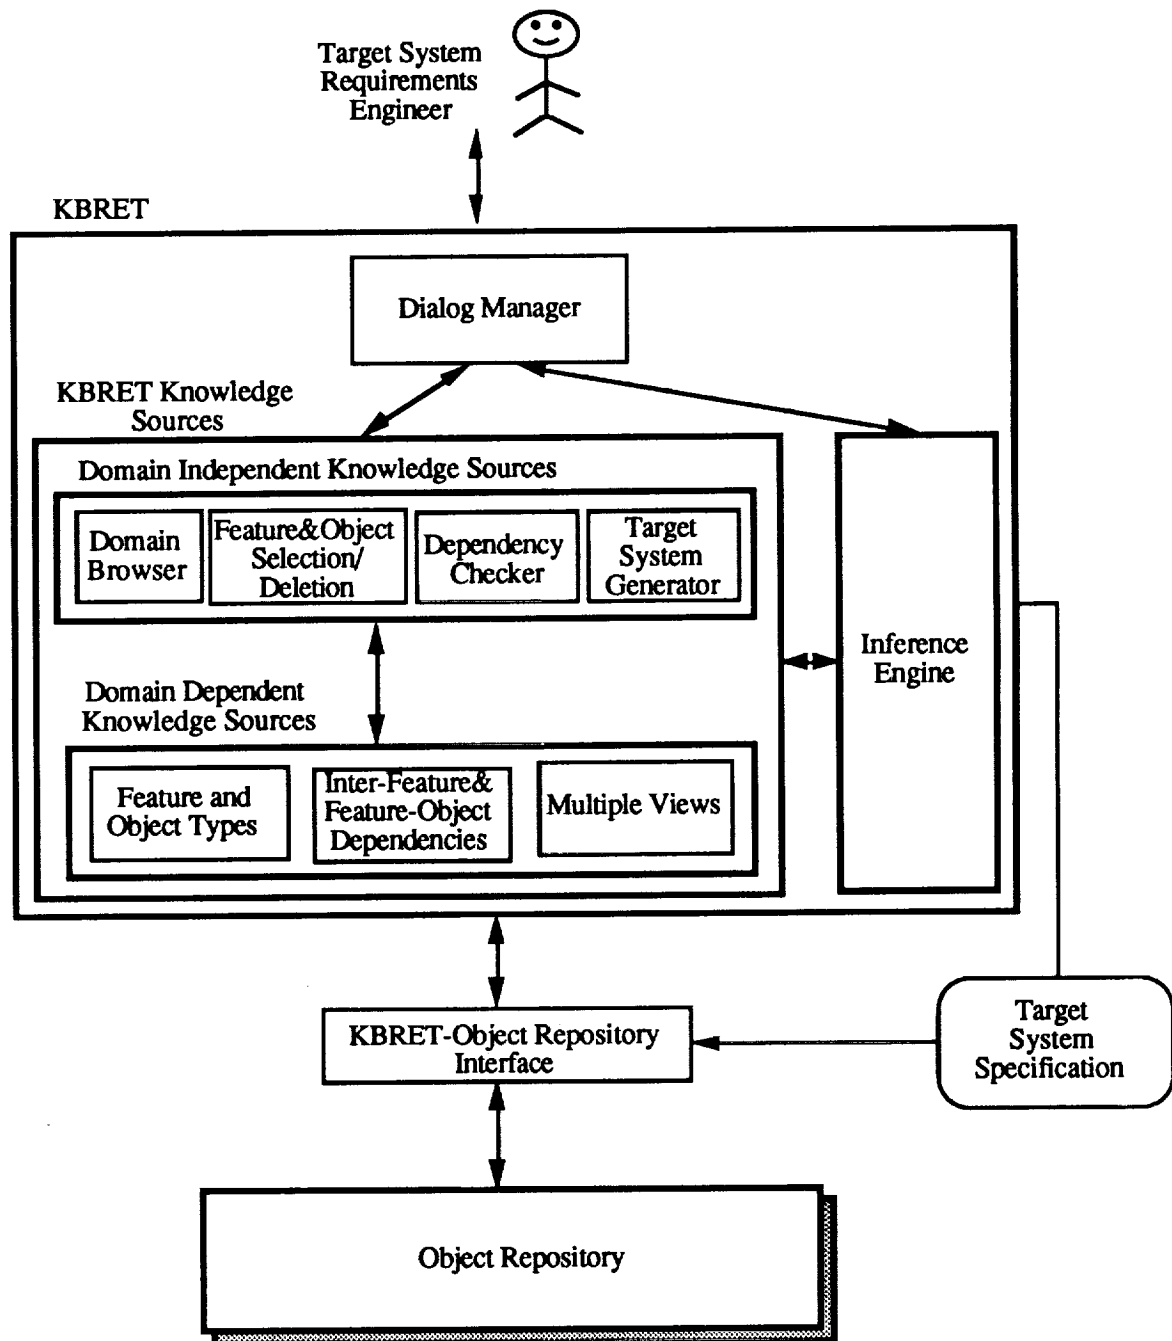 Target System
Requirements
Engineer
KBRET
Dialog Manager
KBRET Knowledge
Sources
Domain Independent Knowledge Sources
Domain
Browser
Feature&Object
Selection/
Deletion
Dependency
Checker
Target
System
Generator
Inference
Engine
Domain Dependent
Knowledge Sources
Feature and
Object Types
Inter-Feature&
Feature-Object
Dependencies
Multiple Views
KBRET-Object Repository
Interface
Target
System
Specification
Object Repository